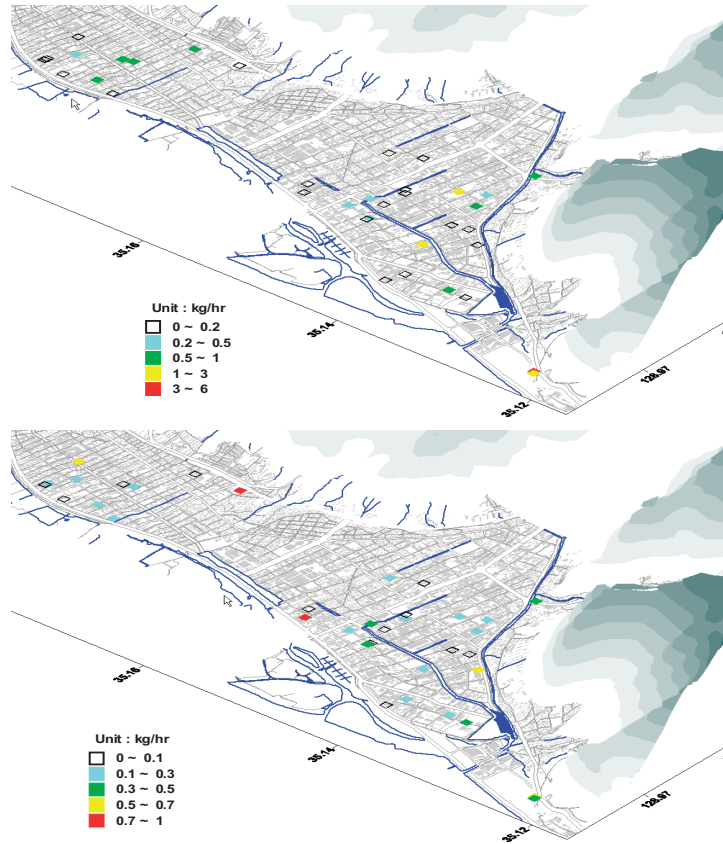 35.16
35.14
35.12
128.97
Unit : kg/hr
0 ~ 0.2
0.2 ~ 0.5
0.5 ~ 1
1 ~ 3
3 ~ 6
35.16
35.14
35.12
128.97
Unit : kg/hr
0 ~ 0.1
0.1 ~ 0.3
0.3 ~ 0.5
0.5 ~ 0.7
0.7 ~ 1